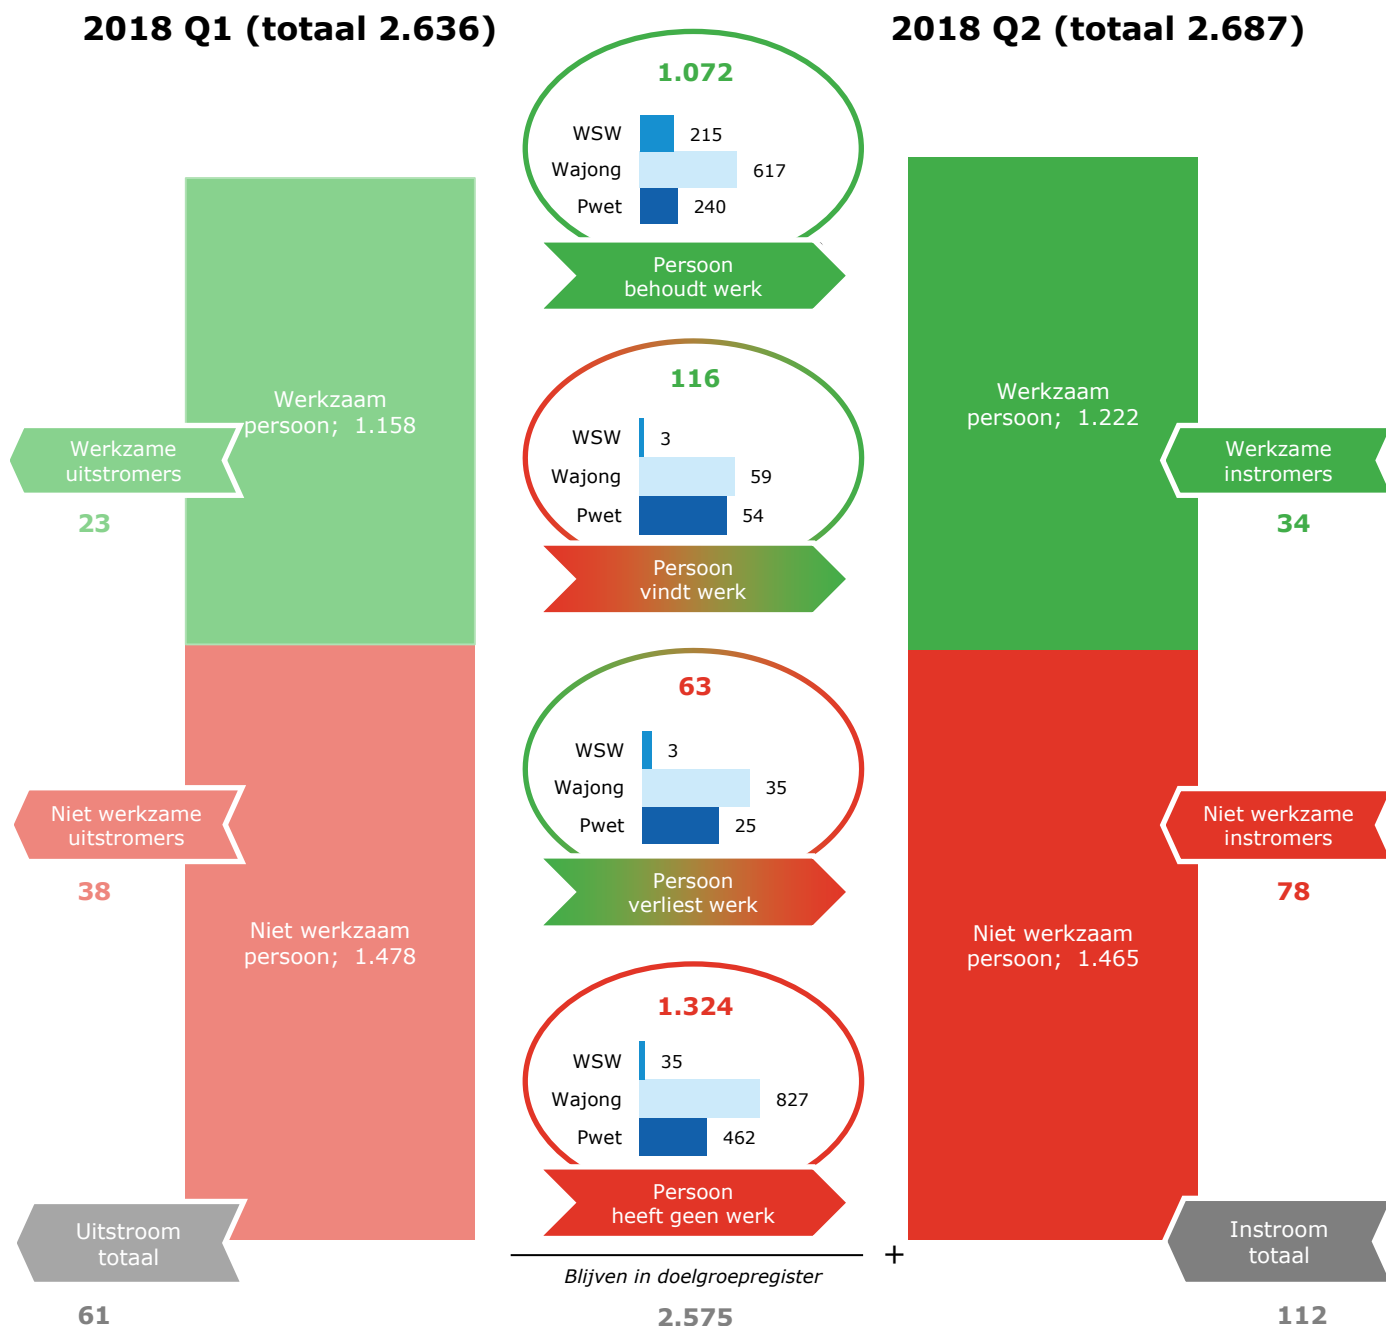 2018 Q1 (totaal 2.636)
2018 Q2 (totaal 2.687)
1.072
WSW 215
Wajong 617
Pwet 240
Persoon
behoudt werk
116
WSW 3
Wajong 59
Pwet 54
Persoon
vindt werk
63
WSW 3
Wajong 35
Pwet 25
Persoon
verliest werk
1.324
WSW 35
Wajong 827
Pwet 462
Persoon
heeft geen werk
Blijven in doelgroepregister
2.575
+
Werkzaam
persoon; 1.158
Werkzame
uitstromers
23
Niet werkzame
uitstromers
38
Niet werkzaam
persoon; 1.478
Uitstroom
totaal
61
Werkzaam
persoon; 1.222
Werkzame
instromers
34
Niet werkzame
instromers
78
Niet werkzaam
persoon; 1.465
Instroom
totaal
112